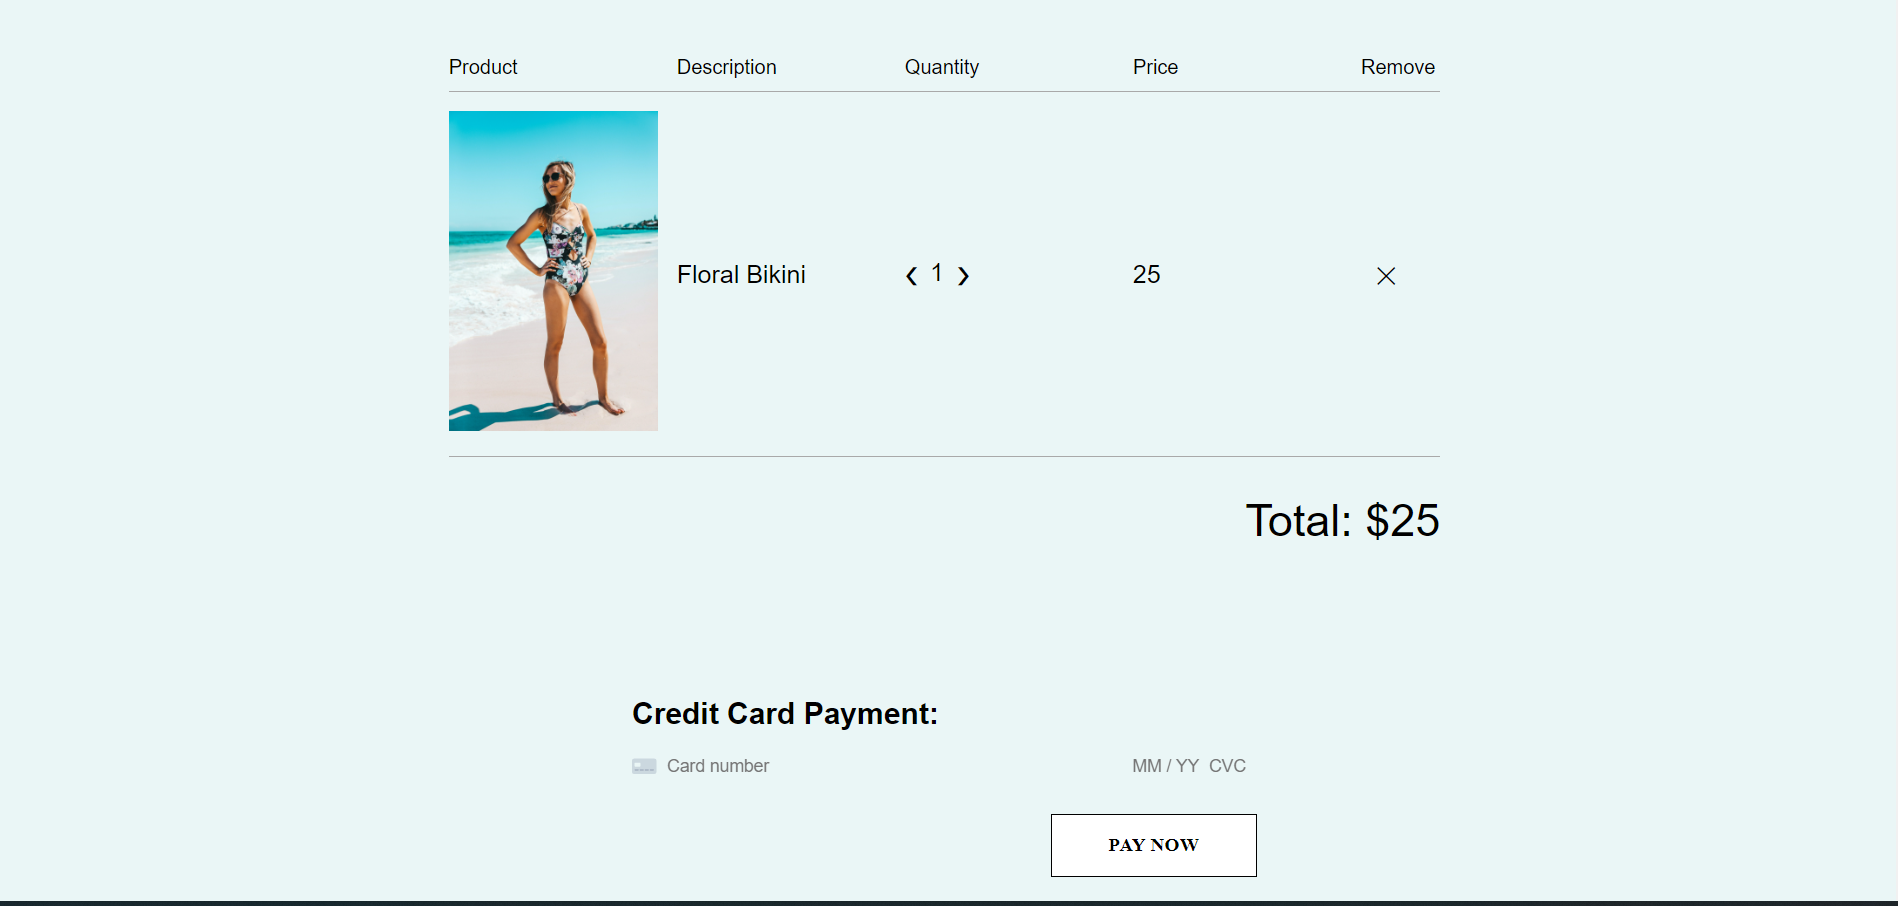 Product Description Quantity Price Remove
Floral Bikini ❮ 1 ❯ 25
Total: $25
Credit Card Payment:
Card number MM / YY CVC
PAY NOW